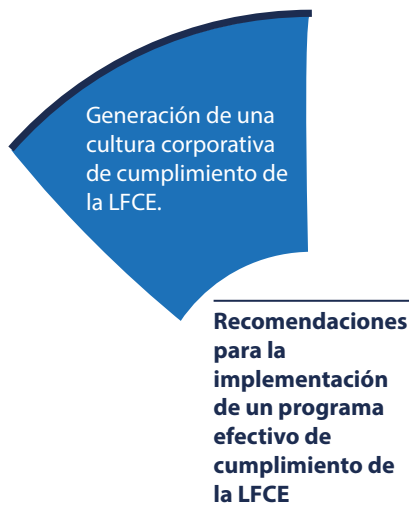 Generación de una
cultura corporativa
de cumplimiento de
la LFCE.
Recomendaciones
para la
implementación
de un programa
efectivo de
cumplimiento de
la LFCE